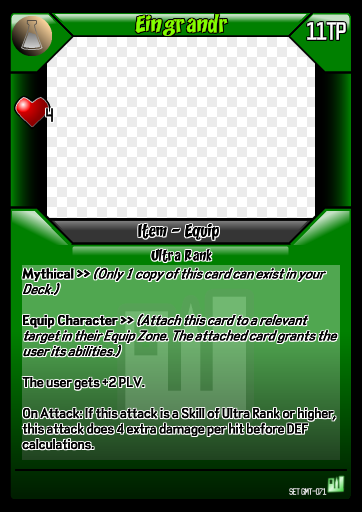 Eingrandr
11TP
4
Item - Equip
Ultra Rank
Mythical >> (Only 1 copy of this card can exist in your
Deck.)
Equip Character >> (Attach this card to a relevant
target in their Equip Zone. The attached card grants the
user its abilities.)
The user gets +2 PLV.
On Attack: If this attack is a Skill of Ultra Rank or higher,
this attack does 4 extra damage per hit before DEF
calculations.
SET GMT-071